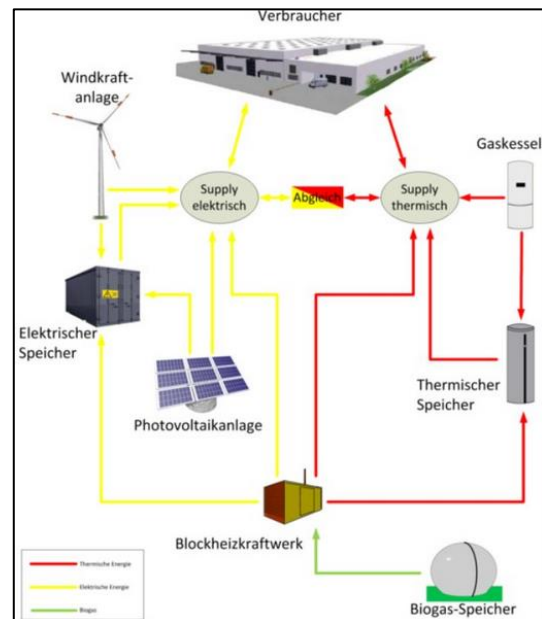 Verbraucher
Windkraft-
anlage
Gaskessel
Supply
elektrisch
Abgleich
Supply
thermisch
Elektrischer
Speicher
Photovoltaikanlage
Thermischer
Speicher
Blockheizkraftwerk
Biogas-Speicher
Thermische Energie
Elektrische Energie
Biogas